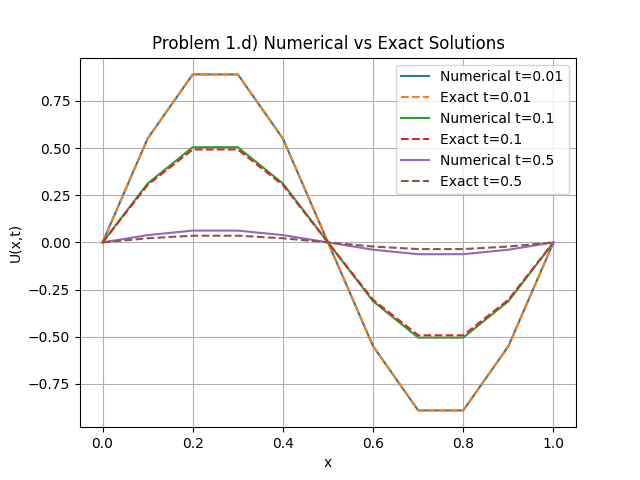 Problem 1.d) Numerical vs Exact Solutions
Numerical t=0.01
Exact t=0.01
Numerical t=0.1
Exact t=0.1
Numerical t=0.5
Exact t=0.5
U(x,t)
0.75
0.50
0.25
0.00
−0.25
−0.50
−0.75
0.0 0.2 0.4 0.6 0.8 1.0
x